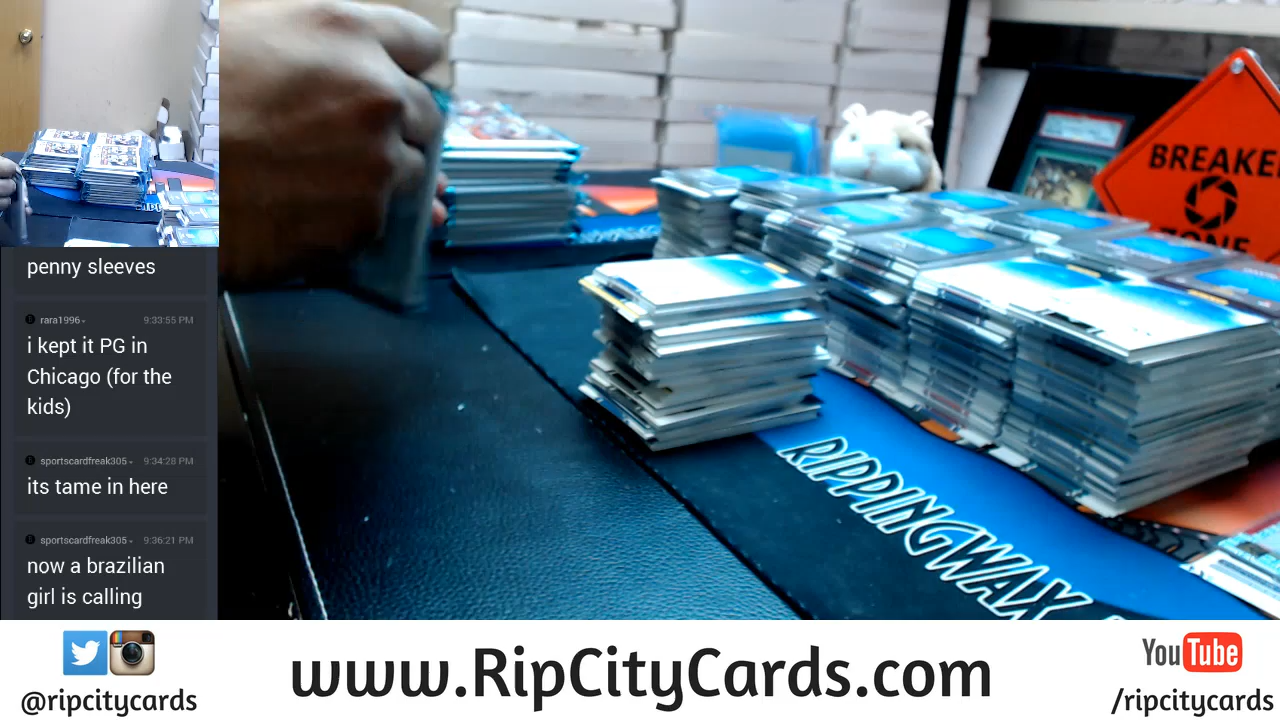 penny sleeves
rara1996
9:33:55 PM
i kept it PG in
Chicago (for the
kids)
sportscardfreak305
9:34:28 PM
its tame in here
sportscardfreak305
9:36:21 PM
now a brazilian
girl is calling
BREAKE
ZONE
RIPPINGWAX
@ripcitycards
www.RipCityCards.com
YouTube
/ripcitycards